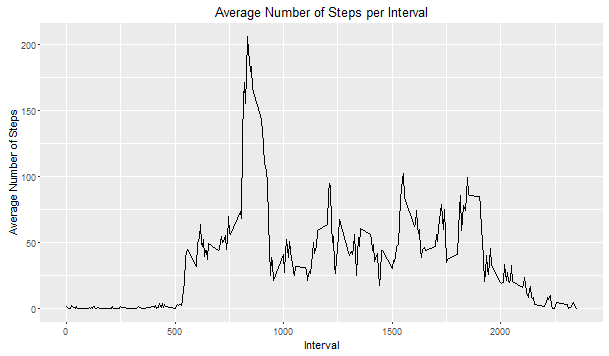 Average Number of Steps per Interval
Average Number of Steps
200
150
100
50
0
0 500 1000 1500 2000
Interval